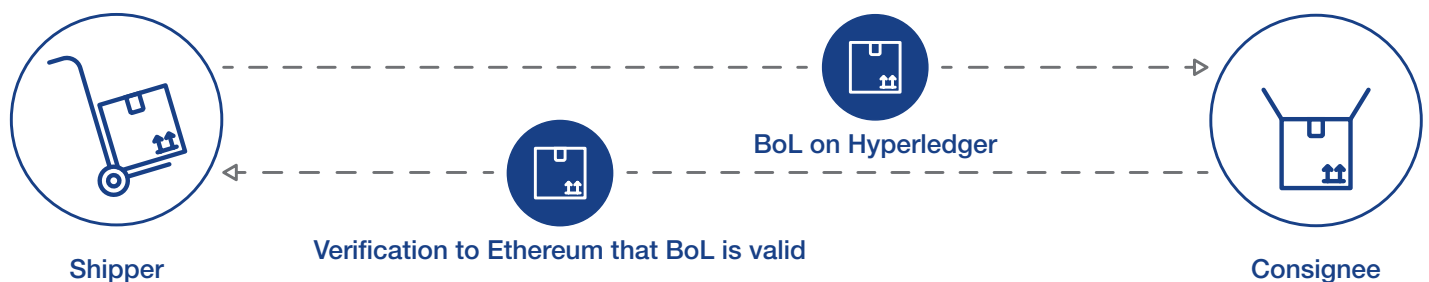 BoL on Hyperledger
Verification to Ethereum that BoL is valid
Shipper
Consignee